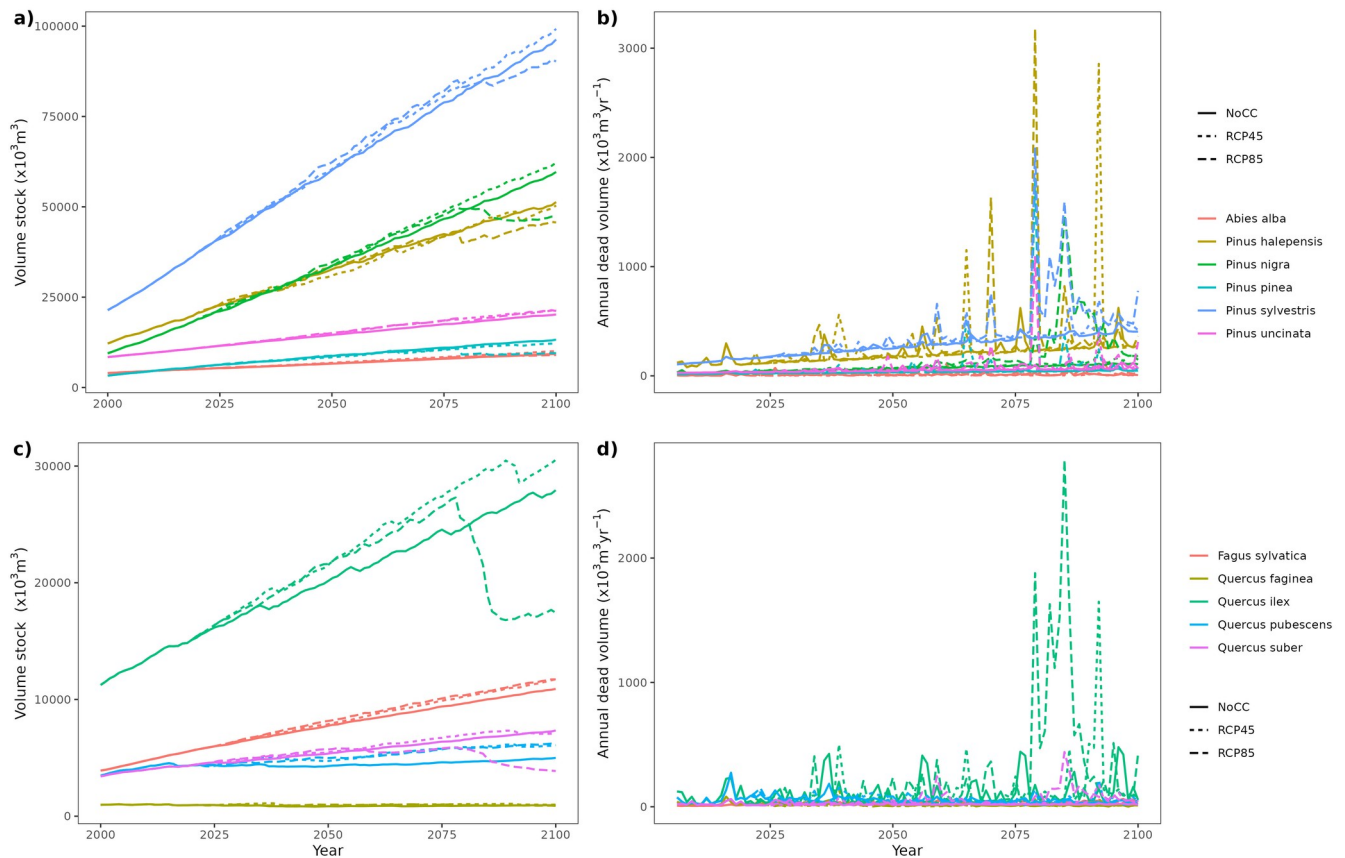 a)
Volume stock (x10³m³)
100000
75000
50000
25000
0
2000
2025
2050
2075
2100
b)
Annual dead volume (x10³m³yr⁻¹)
3000
2000
1000
0
2025
2050
2075
2100
NoCC
RCP45
RCP85
Abies alba
Pinus halepensis
Pinus nigra
Pinus pinea
Pinus sylvestris
Pinus uncinata
c)
Volume stock (x10³m³)
30000
20000
10000
0
2000
2025
2050
2075
2100
Year
d)
Annual dead volume (x10³m³yr⁻¹)
2000
1000
0
2025
2050
2075
2100
Year
Fagus sylvatica
Quercus faginea
Quercus ilex
Quercus pubescens
Quercus suber
NoCC
RCP45
RCP85